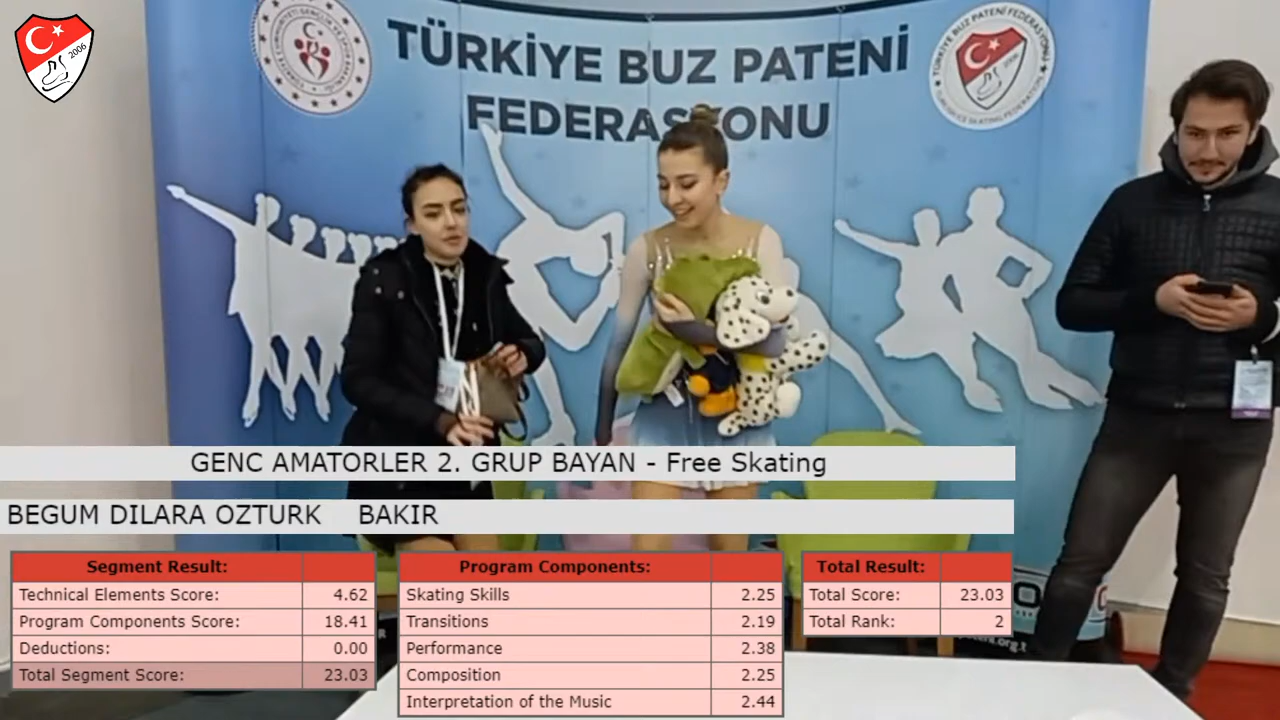 2006
TÜRKİYE BUZ PATENİ
FEDERASYONU
GENC AMATORLER 2. GRUP BAYAN - Free Skating
BEGUM DILARA OZTURK BAKIR
Segment Result:
Technical Elements Score: 4.62
Program Components Score: 18.41
Deductions: 0.00
Total Segment Score: 23.03
Program Components:
Skating Skills 2.25
Transitions 2.19
Performance 2.38
Composition 2.25
Interpretation of the Music 2.44
Total Result:
Total Score: 23.03
Total Rank: 2